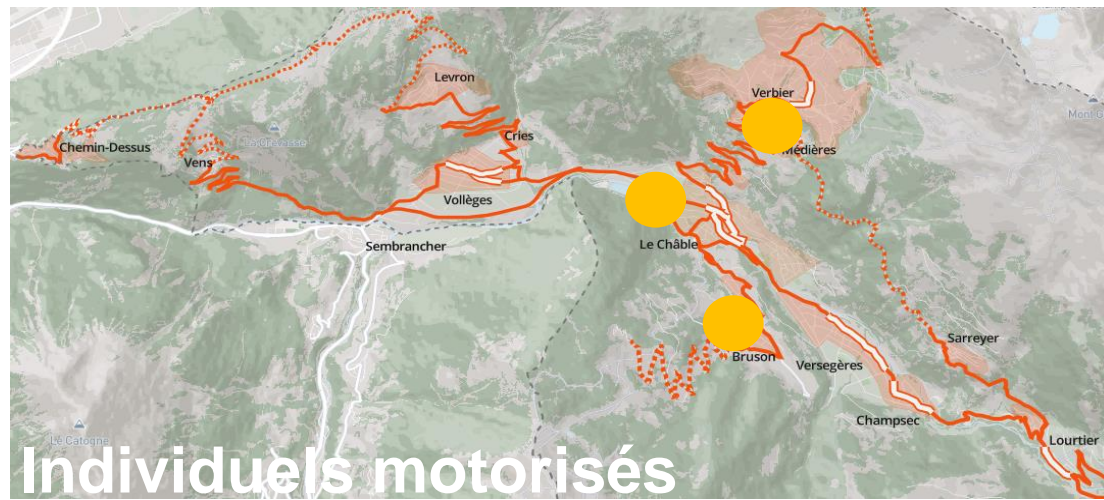 Levron
Verbier
Mont G
Cries
Chemin-Dessus
Vens
Médières
Vollèges
Sembrancher
Le Châble
Bruson
Versegères
Sarreyer
Champsec
Le Catogne
Lourtier
Individuels motorisés